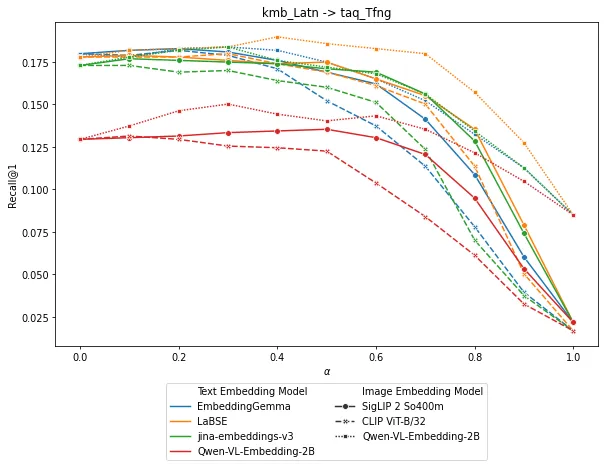 kmb_Latn -> taq_Tfng
Recall@1
0.175
0.150
0.125
0.100
0.075
0.050
0.025
0.0 0.2 0.4 0.6 0.8 1.0
α
Text Embedding Model Image Embedding Model
EmbeddingGemma SigLIP 2 So400m
LaBSE CLIP ViT-B/32
jina-embeddings-v3 Qwen-VL-Embedding-2B
Qwen-VL-Embedding-2B